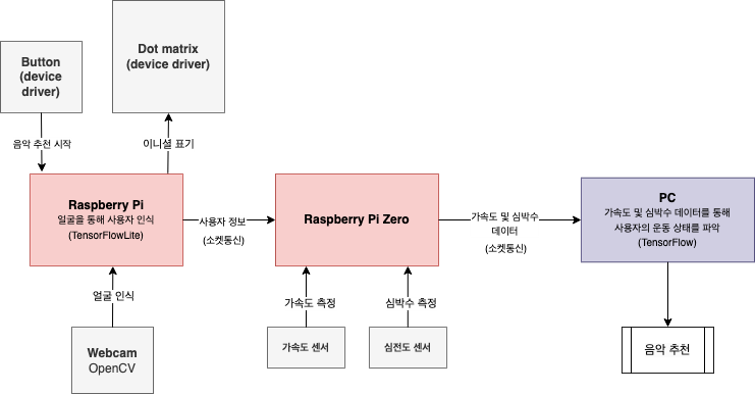 Button
(device
driver)
Dot matrix
(device driver)
음악 추천 시작
이니셜 표기
Raspberry Pi
얼굴을 통해 사용자 인식
(TensorFlowLite)
사용자 정보
(소켓통신)
Raspberry Pi Zero
가속도 및 심박수
데이터
(소켓통신)
PC
가속도 및 심박수 데이터를 통해
사용자의 운동 상태를 파악
(TensorFlow)
얼굴 인식
가속도 측정
심박수 측정
Webcam
OpenCV
가속도 센서
심전도 센서
음악 추천